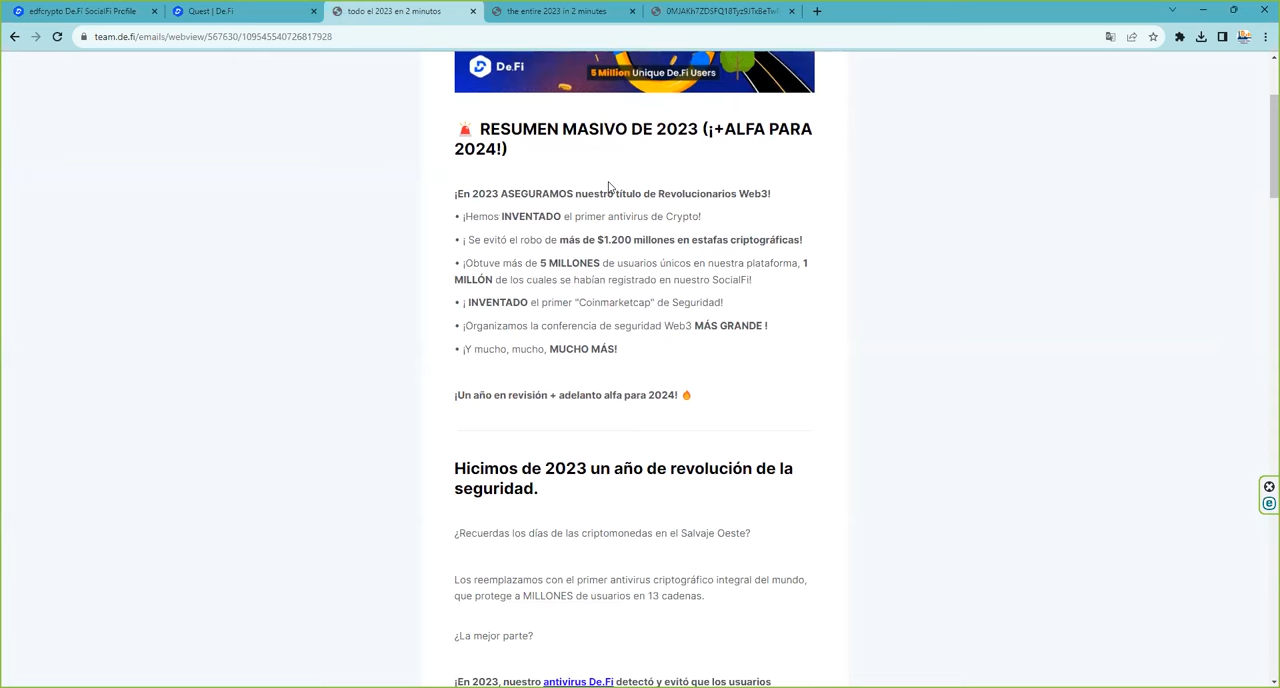 edfcrypto De.Fi SocialFi Profile
Quest | De.Fi
todo el 2023 en 2 minutos
the entire 2023 in 2 minutes
team.de.fi/emails/webview/567630/109545540726817928
De.Fi
5 Million Unique De.Fi Users
🚨 RESUMEN MASIVO DE 2023 (¡+ALFA PARA
2024!)
¡En 2023 ASEGURAMOS nuestro título de Revolucionarios Web3!
• ¡Hemos INVENTADO el primer antivirus de Crypto!
• ¡ Se evitó el robo de más de $1.200 millones en estafas criptográficas!
• ¡Obtuve más de 5 MILLONES de usuarios únicos en nuestra plataforma, 1
MILLÓN de los cuales se habían registrado en nuestro SocialFi!
• ¡ INVENTADO el primer "Coinmarketcap" de Seguridad!
• ¡Organizamos la conferencia de seguridad Web3 MÁS GRANDE !
• ¡Y mucho, mucho, MUCHO MÁS!
¡Un año en revisión + adelanto alfa para 2024! 🔥
Hicimos de 2023 un año de revolución de la
seguridad.
¿Recuerdas los días de las criptomonedas en el Salvaje Oeste?
Los reemplazamos con el primer antivirus criptográfico integral del mundo,
que protege a MILLONES de usuarios en 13 cadenas.
¿La mejor parte?
¡En 2023, nuestro antivirus De.Fi detectó y evitó que los usuarios